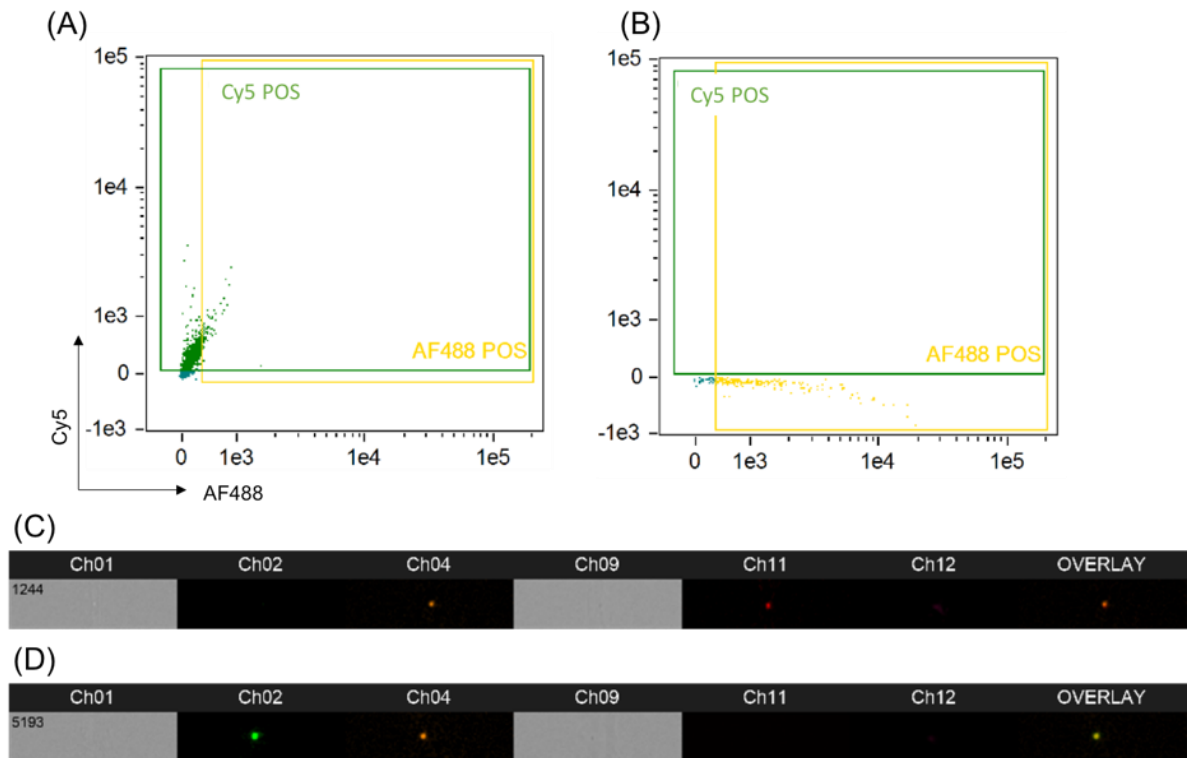 (A)
1e5
1e4
1e3
0
-1e3
Cy5 POS
AF488 POS
0 1e3 1e4 1e5
Cy5
AF488
(B)
1e5
1e4
1e3
0
-1e3
Cy5 POS
AF488 POS
0 1e3 1e4 1e5
(C)
Ch01 Ch02 Ch04 Ch09 Ch11 Ch12 OVERLAY
1244
(D)
Ch01 Ch02 Ch04 Ch09 Ch11 Ch12 OVERLAY
5193